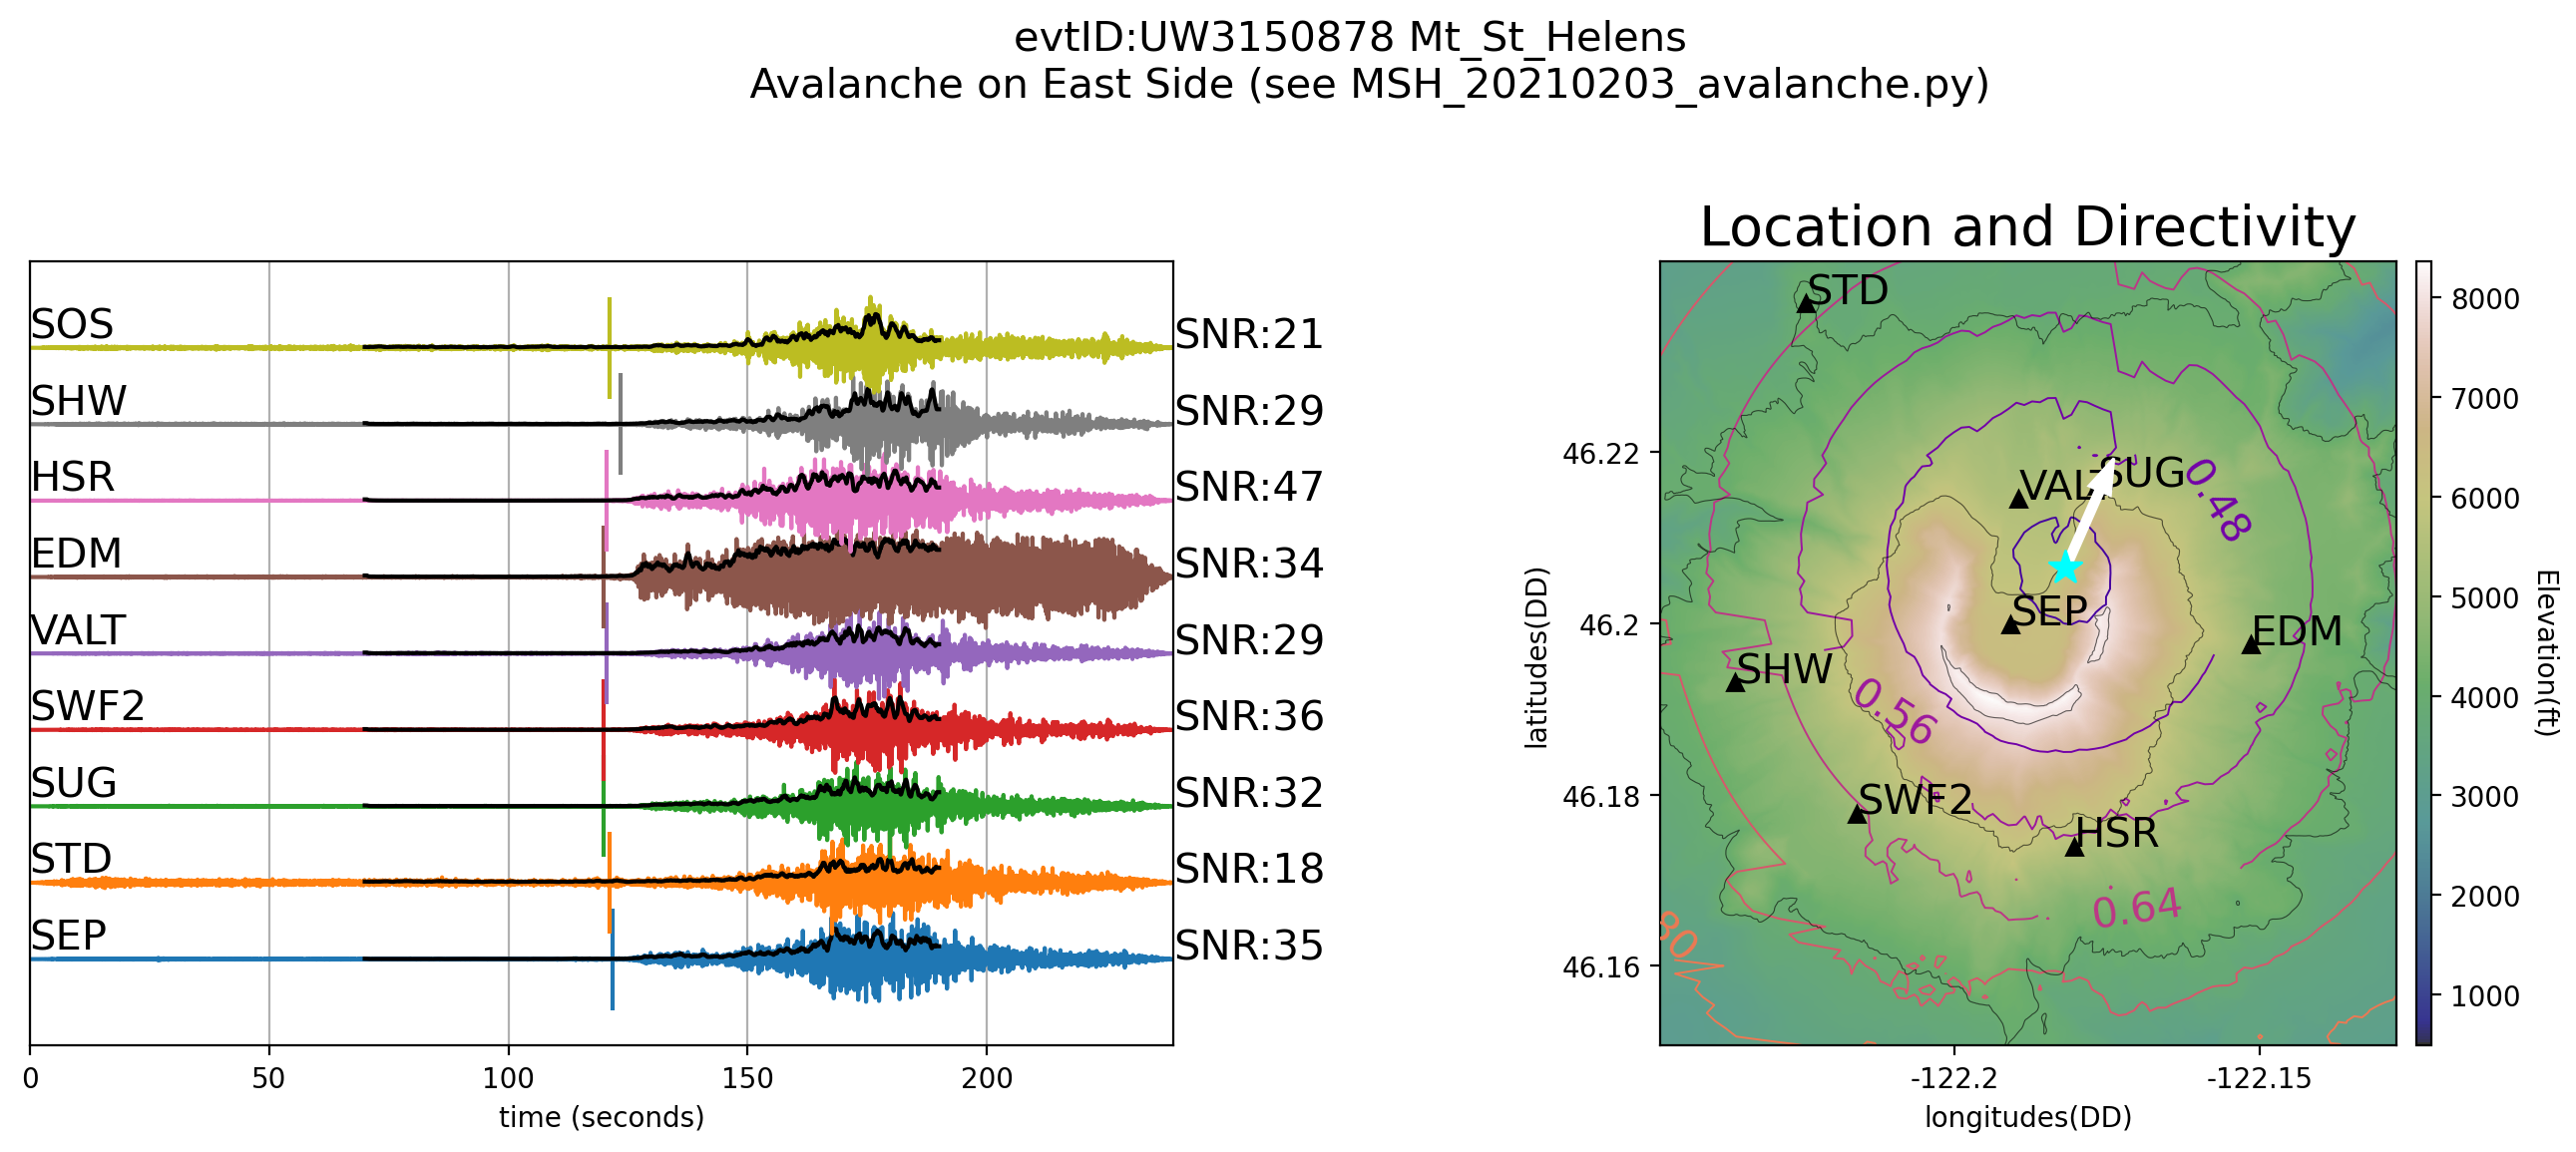 evtID:UW3150878 Mt_St_Helens
Avalanche on East Side (see MSH_20210203_avalanche.py)
SOS
SNR:21
SHW
SNR:29
HSR
SNR:47
EDM
SNR:34
VALT
SNR:29
SWF2
SNR:36
SUG
SNR:32
STD
SNR:18
SEP
SNR:35
0 50 100 150 200
time (seconds)
Location and Directivity
STD
VALT
SUG
SEP
EDM
SHW
SWF2
HSR
0.48
0.56
0.64
80
46.22
46.2
46.18
46.16
latitudes(DD)
-122.2 -122.15
longitudes(DD)
8000
7000
6000
5000
4000
3000
2000
1000
Elevation(ft)